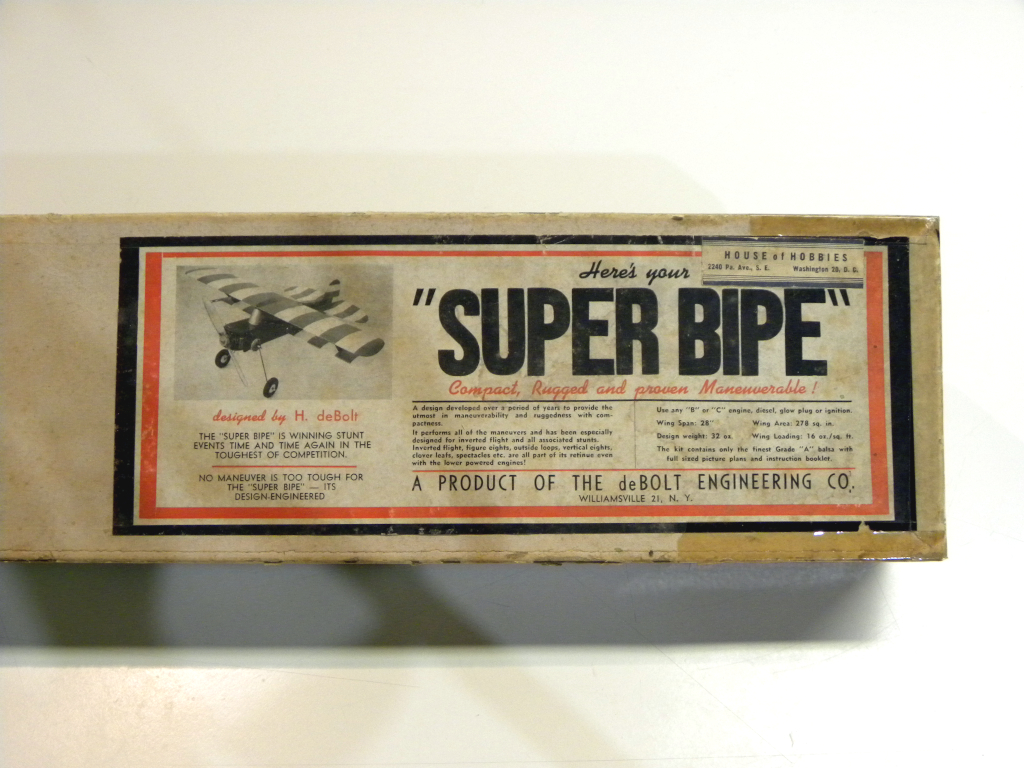 HOUSE of HOBBIES
2240 Pa. Ave., S. E. Washington 20, D. C.
Here's your
"SUPER BIPE"
Compact, Rugged and proven Maneuverable!
designed by H. deBolt
THE "SUPER BIPE" IS WINNING STUNT
EVENTS TIME AND TIME AGAIN IN THE
TOUGHEST OF COMPETITION.
NO MANEUVER IS TOO TOUGH FOR
THE "SUPER BIPE" — ITS
DESIGN-ENGINEERED
A design developed over a period of years to provide the
utmost in maneuverability and ruggedness with com-
pactness.
It performs all of the maneuvers and has been especially
designed for inverted flight and all associated stunts.
Inverted flight, figure eights, outside loops, vertical eights,
clover leafs, spectacles etc. are all part of its retinue even
with the lower powered engines!
Use any "B" or "C" engine, diesel, glow plug or ignition.
Wing Span: 28" Wing Area: 278 sq. in.
Design weight: 32 oz. Wing Loading: 16 oz./sq. ft.
The kit contains only the finest Grade "A" balsa with
full sized picture plans and instruction booklet.
A PRODUCT OF THE deBOLT ENGINEERING CO.
WILLIAMSVILLE 21, N. Y.